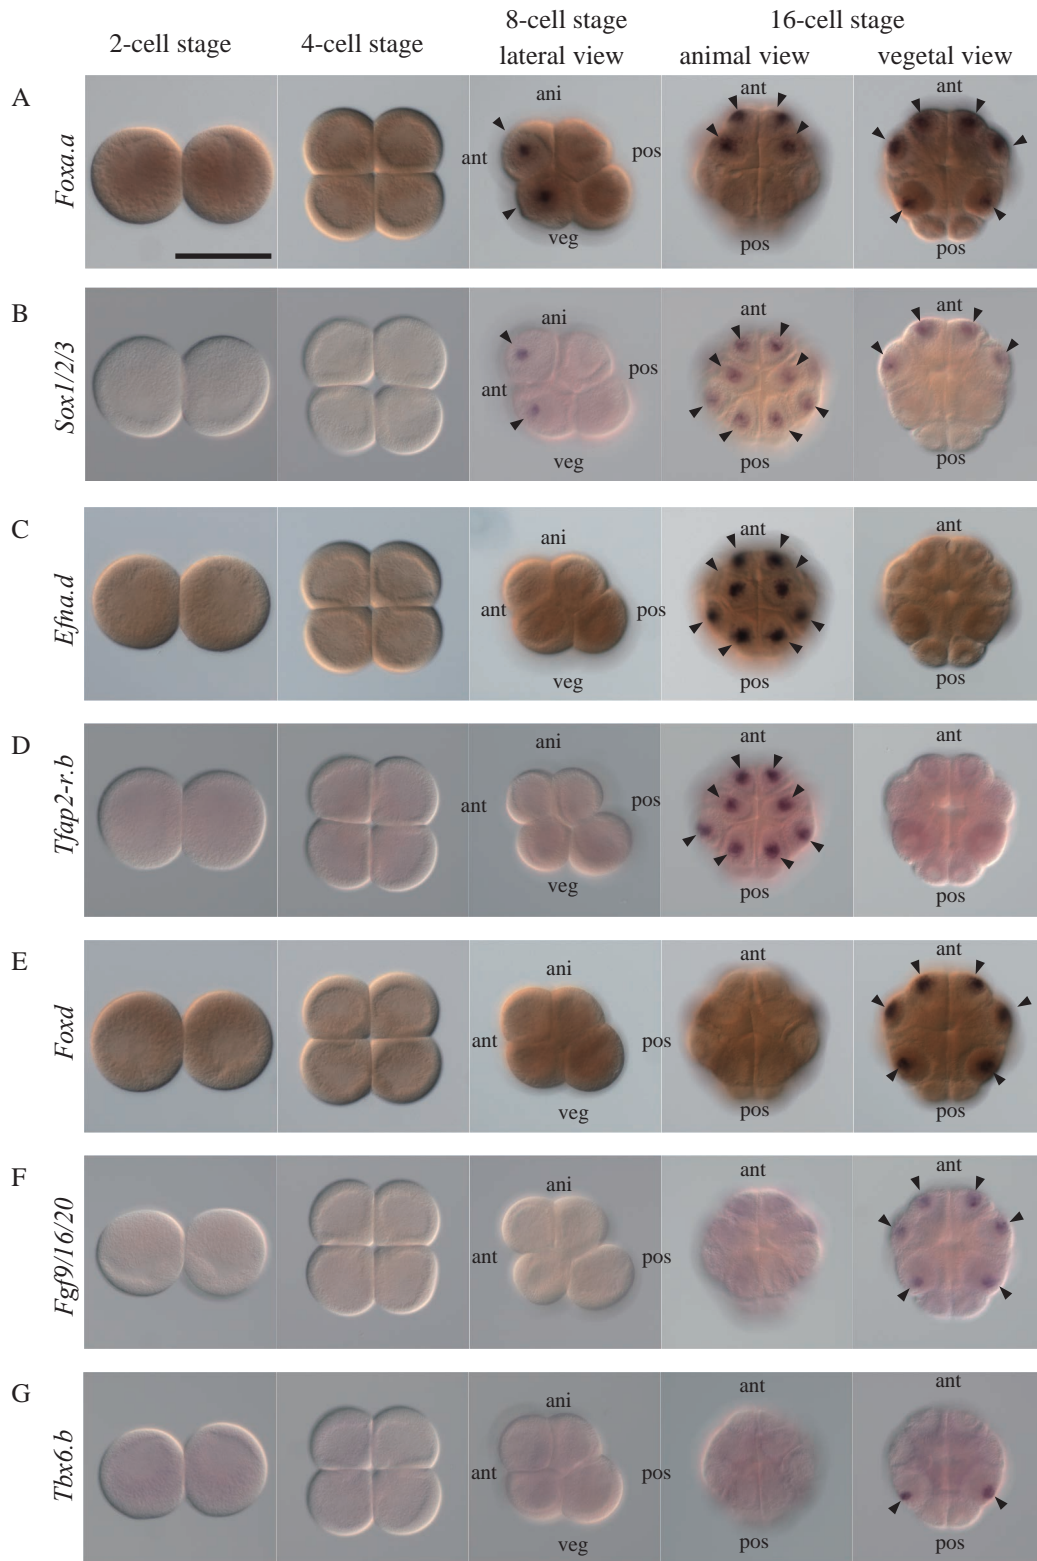 8-cell stage 16-cell stage
2-cell stage 4-cell stage lateral view animal view vegetal view
A
Foxa.a
ani
ant
pos
veg
ant
pos
ant
pos
B
Sox1/2/3
ani
ant
pos
veg
ant
pos
ant
pos
C
Efna.d
ani
ant
pos
veg
ant
pos
ant
pos
D
Tfap2-r.b
ani
ant
pos
veg
ant
pos
ant
pos
E
Foxd
ani
ant
pos
veg
ant
pos
ant
pos
F
Fgf9/16/20
ani
ant
pos
veg
ant
pos
ant
pos
G
Tbx6.b
ani
ant
pos
veg
ant
pos
ant
pos